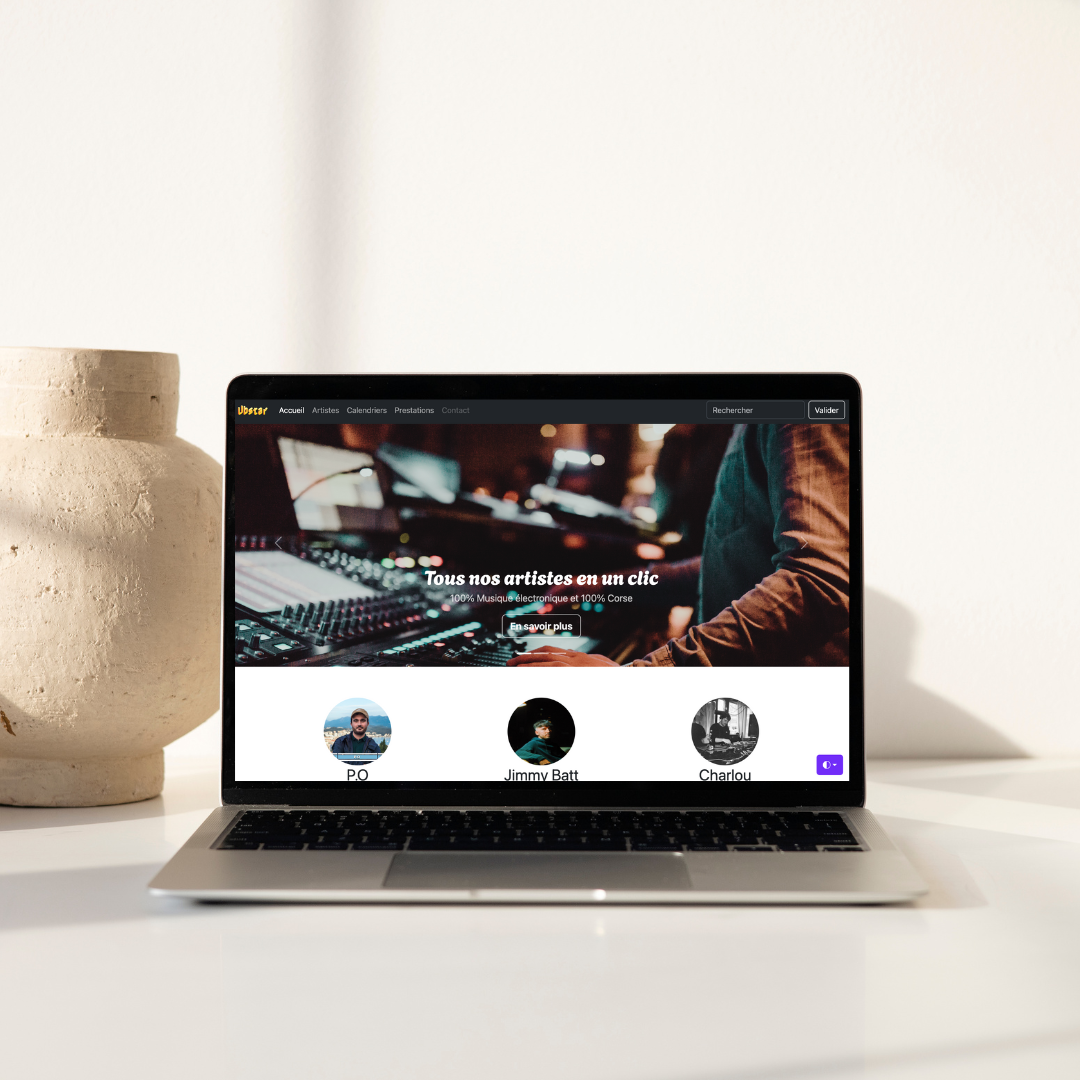 Ubstar
Accueil Artistes Calendriers Prestations Contact Rechercher Valider
Tous nos artistes en un clic
100% Musique électronique et 100% Corse
En savoir plus
P.O
Jimmy Batt
Charlou